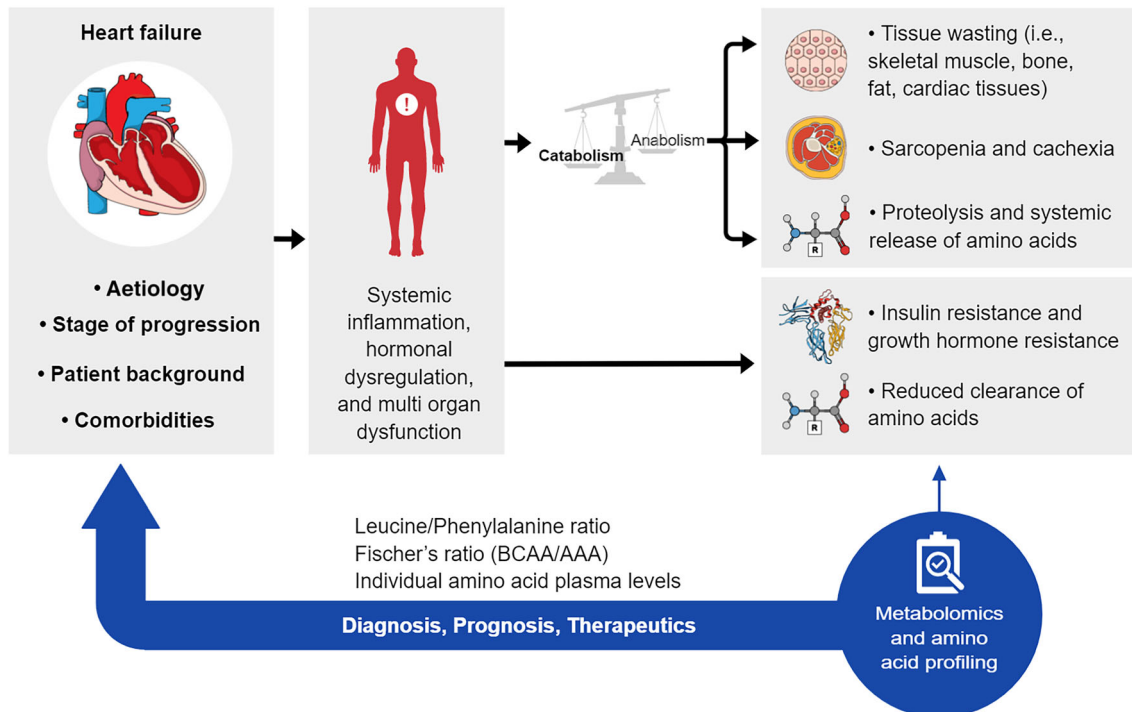 Heart failure
• Aetiology
• Stage of progression
• Patient background
• Comorbidities
!
Systemic
inflammation,
hormonal
dysregulation,
and multi organ
dysfunction
Catabolism
Anabolism
• Tissue wasting (i.e.,
skeletal muscle, bone,
fat, cardiac tissues)
• Sarcopenia and cachexia
• Proteolysis and systemic
release of amino acids
R
• Insulin resistance and
growth hormone resistance
• Reduced clearance of
amino acids
R
Leucine/Phenylalanine ratio
Fischer's ratio (BCAA/AAA)
Individual amino acid plasma levels
Diagnosis, Prognosis, Therapeutics
Metabolomics
and amino
acid profiling